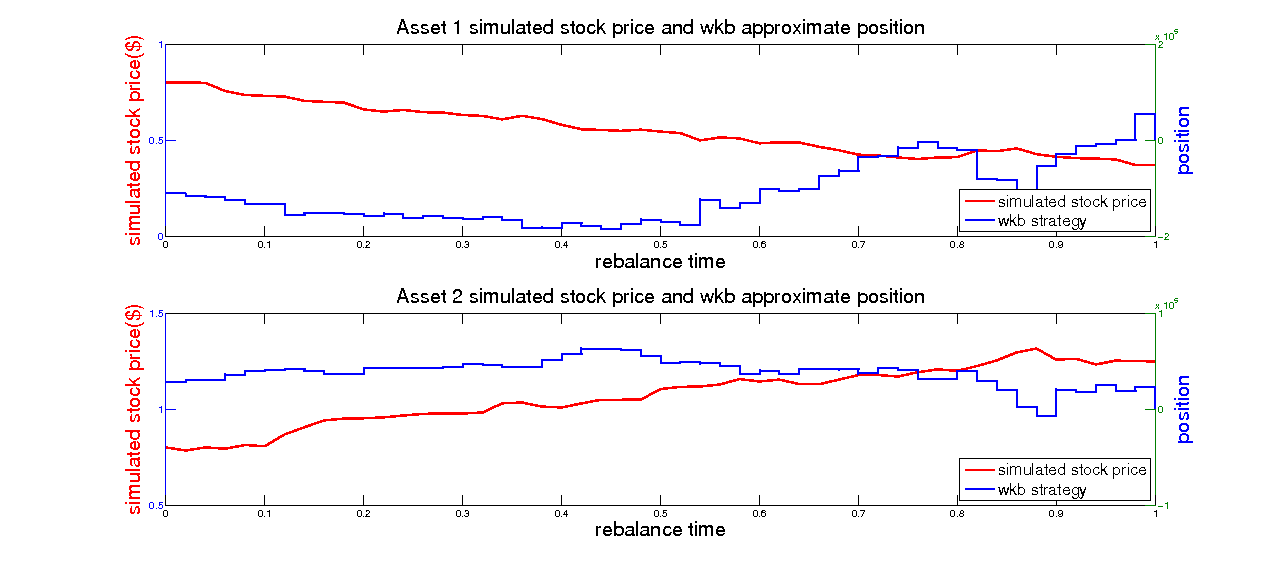 Asset 1 simulated stock price and wkb approximate position
simulated stock price($)
1
0.5
0
x 10
2
0
-2
position
simulated stock price
wkb strategy
0 0.1 0.2 0.3 0.4 0.5 0.6 0.7 0.8 0.9 1
rebalance time
Asset 2 simulated stock price and wkb approximate position
simulated stock price($)
1.5
1
0.5
x 10
1
0
-1
position
simulated stock price
wkb strategy
0 0.1 0.2 0.3 0.4 0.5 0.6 0.7 0.8 0.9 1
rebalance time